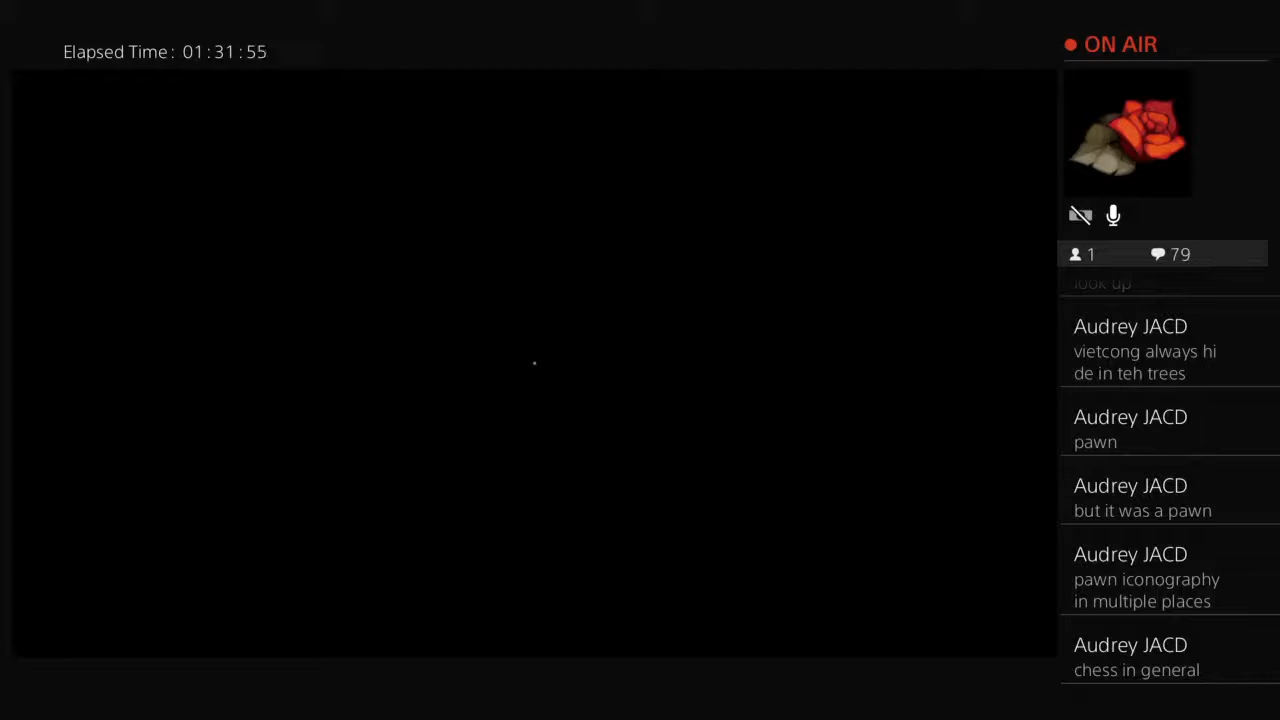 Elapsed Time: 01:31:55
ON AIR
1 79
look up
Audrey JACD
vietcong always hi
de in teh trees
Audrey JACD
pawn
Audrey JACD
but it was a pawn
Audrey JACD
pawn iconography
in multiple places
Audrey JACD
chess in general